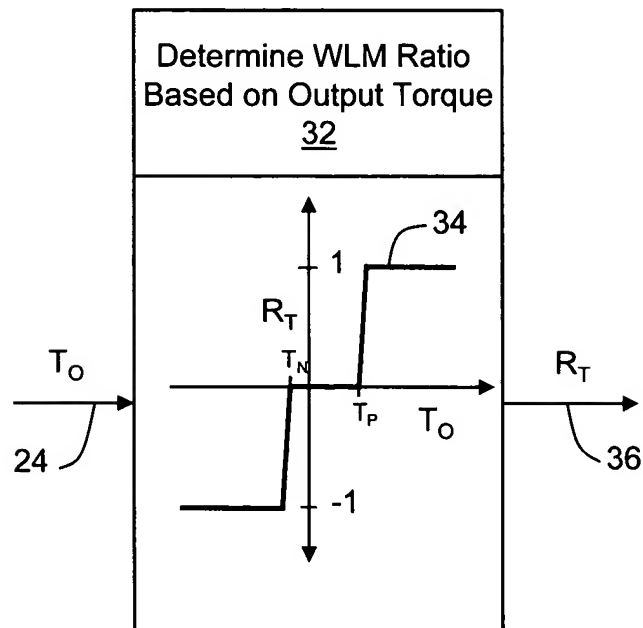 Determine WLM Ratio
Based on Output Torque
32
34
1
R_T
T_N
T_O
R_T
T_P
T_O
24
36
-1